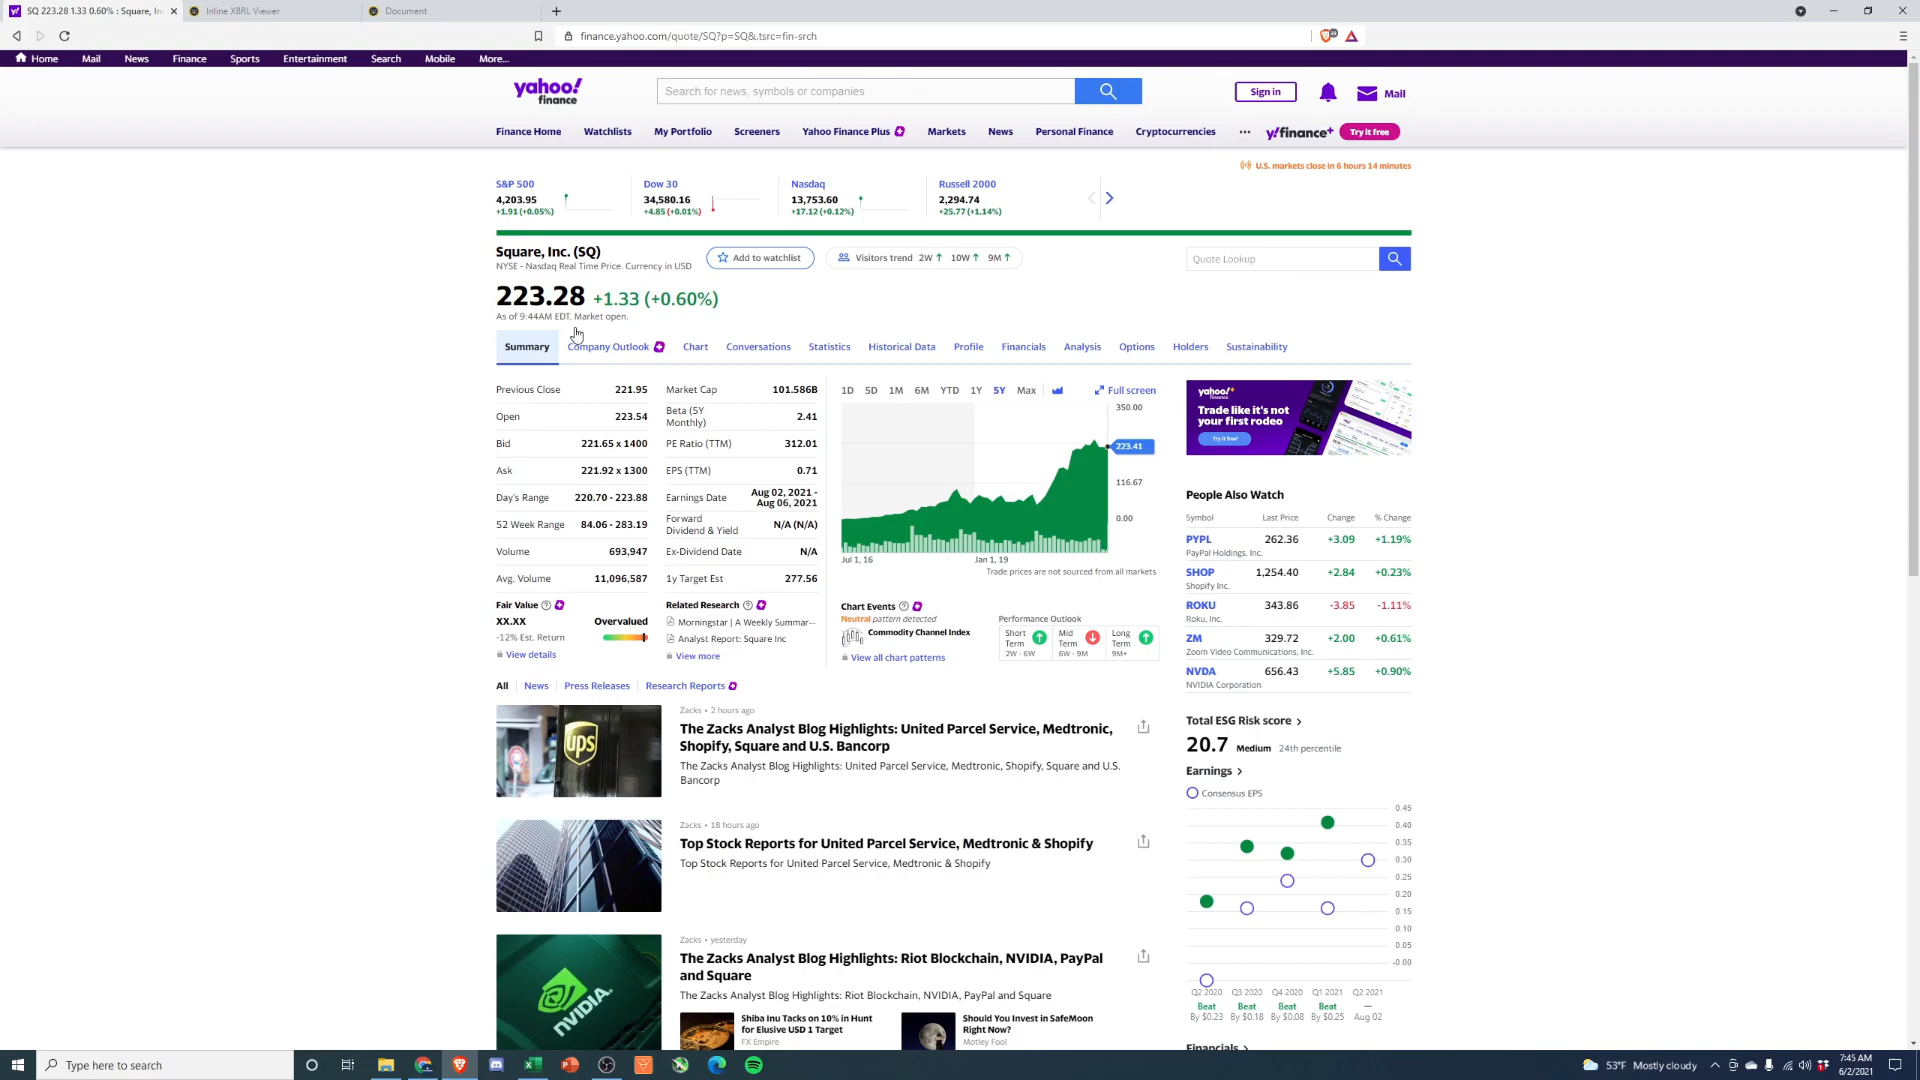 SQ 223.28 1.33 0.60% : Square, In
Inline XBRL Viewer
Document
finance.yahoo.com/quote/SQ?p=SQ&.tsrc=fin-srch
Home Mail News Finance Sports Entertainment Search Mobile More...
yahoo!
finance
Search for news, symbols or companies
Sign in
Mail
Finance Home Watchlists My Portfolio Screeners Yahoo Finance Plus Markets News Personal Finance Cryptocurrencies ... y!finance+ Try it free
U.S. markets close in 6 hours 14 minutes
S&P 500
4,203.95
+1.91 (+0.05%)
Dow 30
34,580.16
+4.85 (+0.01%)
Nasdaq
13,753.60
+17.12 (+0.12%)
Russell 2000
2,294.74
+25.77 (+1.14%)
Square, Inc. (SQ)
NYSE - Nasdaq Real Time Price. Currency in USD
Add to watchlist
Visitors trend 2W ↑ 10W ↑ 9M ↑
Quote Lookup
223.28 +1.33 (+0.60%)
As of 9:44AM EDT. Market open.
Summary Company Outlook Chart Conversations Statistics Historical Data Profile Financials Analysis Options Holders Sustainability
Previous Close 221.95
Open 223.54
Bid 221.65 x 1400
Ask 221.92 x 1300
Day's Range 220.70 - 223.88
52 Week Range 84.06 - 283.19
Volume 693,947
Avg. Volume 11,096,587
Market Cap 101.586B
Beta (5Y
Monthly) 2.41
PE Ratio (TTM) 312.01
EPS (TTM) 0.71
Earnings Date Aug 02, 2021 -
Aug 06, 2021
Forward
Dividend & Yield N/A (N/A)
Ex-Dividend Date N/A
1y Target Est 277.56
1D 5D 1M 6M YTD 1Y 5Y Max
Full screen
350.00
223.41
116.67
0.00
Jul 1, 16 Jan 1, 19
Trade prices are not sourced from all markets
Fair Value
XX.XX Overvalued
-12% Est. Return
View details
Related Research
Morningstar | A Weekly Summar...
Analyst Report: Square Inc
View more
Chart Events
Neutral pattern detected
Commodity Channel Index
View all chart patterns
Performance Outlook
Short
Term
2W - 6W
Mid
Term
6W - 9M
Long
Term
9M+
yahoo!
finance
Trade like it's not
your first rodeo
Try it free!
People Also Watch
Symbol Last Price Change % Change
PYPL 262.36 +3.09 +1.19%
PayPal Holdings, Inc.
SHOP 1,254.40 +2.84 +0.23%
Shopify Inc.
ROKU 343.86 -3.85 -1.11%
Roku, Inc.
ZM 329.72 +2.00 +0.61%
Zoom Video Communications, Inc.
NVDA 656.43 +5.85 +0.90%
NVIDIA Corporation
Total ESG Risk score
20.7 Medium 24th percentile
Earnings
Consensus EPS
0.45
0.40
0.35
0.30
0.25
0.20
0.15
0.10
0.05
-0.00
Q2 2020 Q3 2020 Q4 2020 Q1 2021 Q2 2021
Beat Beat Beat Beat —
By $0.23 By $0.18 By $0.08 By $0.25 Aug 02
Financials
All News Press Releases Research Reports
ups
Zacks • 2 hours ago
The Zacks Analyst Blog Highlights: United Parcel Service, Medtronic,
Shopify, Square and U.S. Bancorp
The Zacks Analyst Blog Highlights: United Parcel Service, Medtronic, Shopify, Square and U.S.
Bancorp
Zacks • 18 hours ago
Top Stock Reports for United Parcel Service, Medtronic & Shopify
Top Stock Reports for United Parcel Service, Medtronic & Shopify
NVIDIA
Zacks • yesterday
The Zacks Analyst Blog Highlights: Riot Blockchain, NVIDIA, PayPal
and Square
The Zacks Analyst Blog Highlights: Riot Blockchain, NVIDIA, PayPal and Square
Shiba Inu Tacks on 10% in Hunt
for Elusive USD 1 Target
FX Empire
Should You Invest in SafeMoon
Right Now?
Motley Fool
Type here to search
53°F Mostly cloudy
7:45 AM
6/2/2021